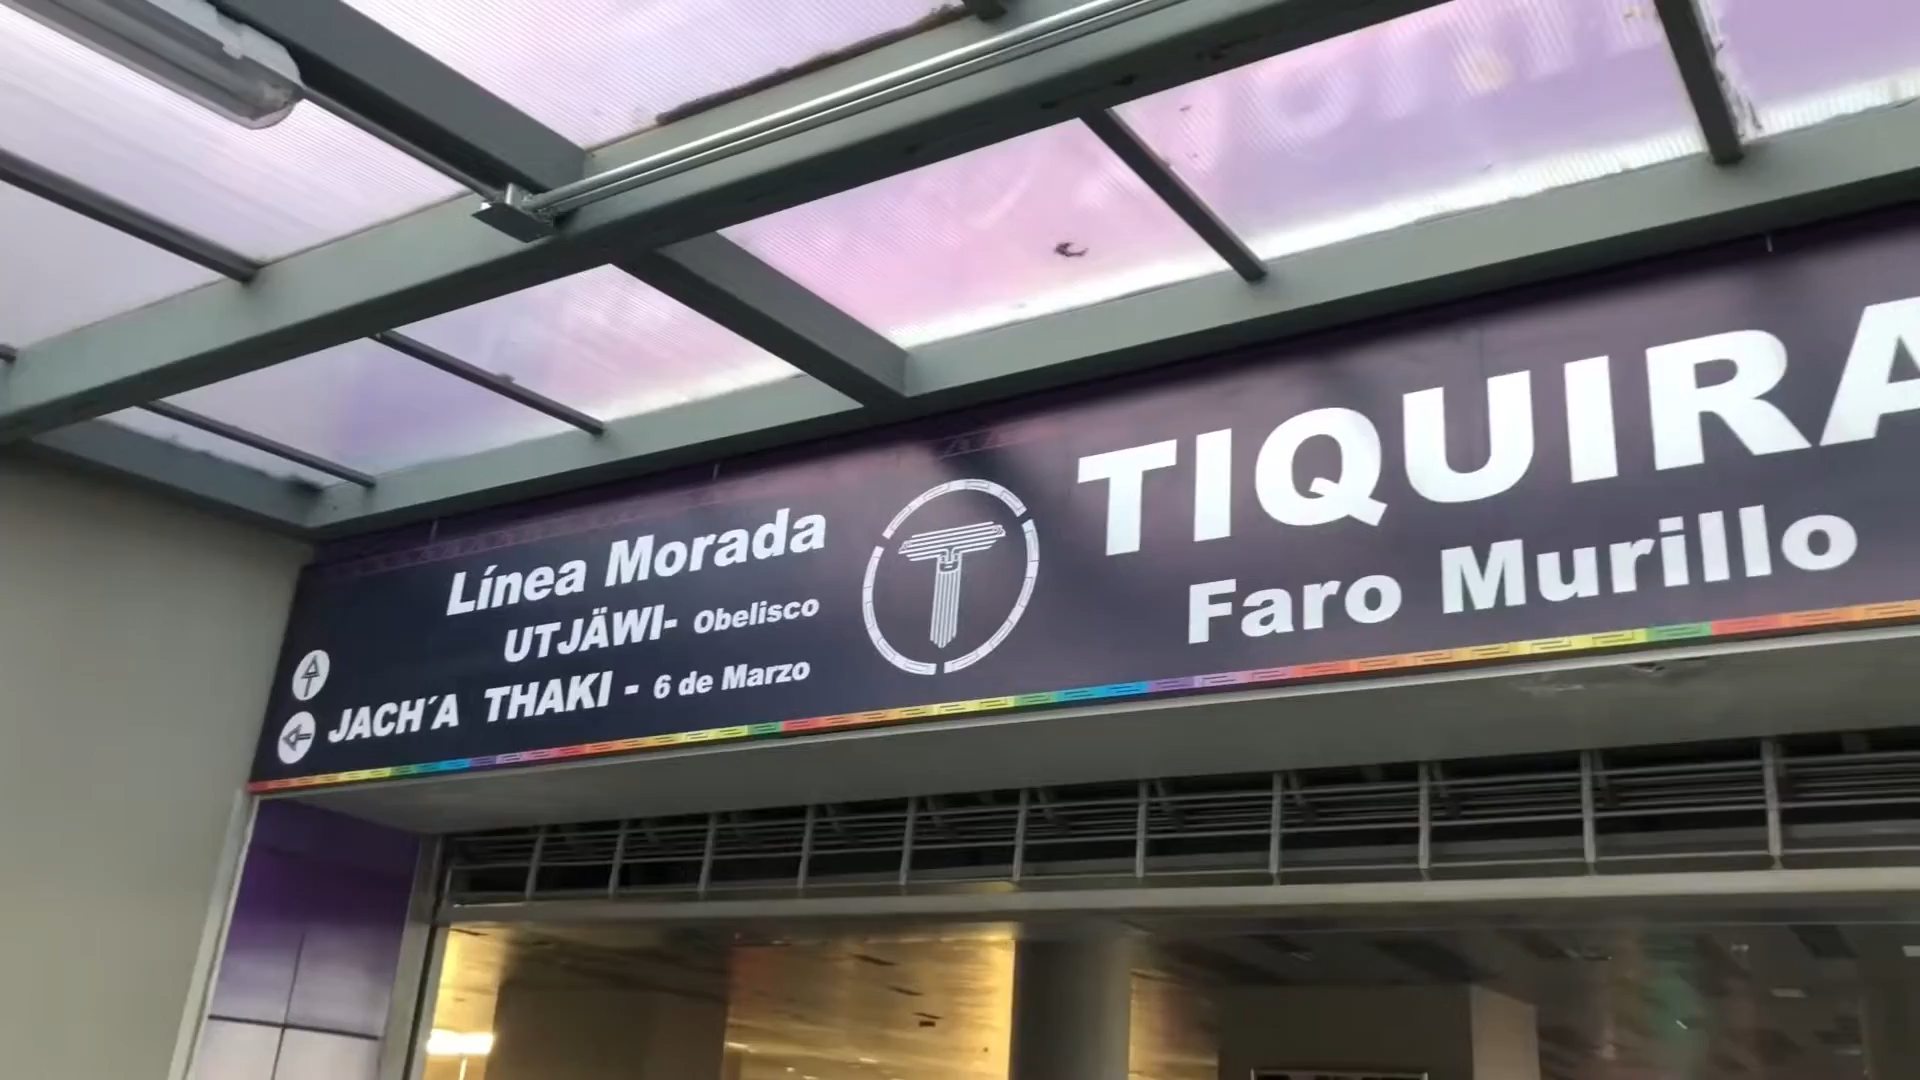 Línea Morada
UTJÄWI- Obelisco
JACH´A THAKI - 6 de Marzo
TIQUIRA
Faro Murillo